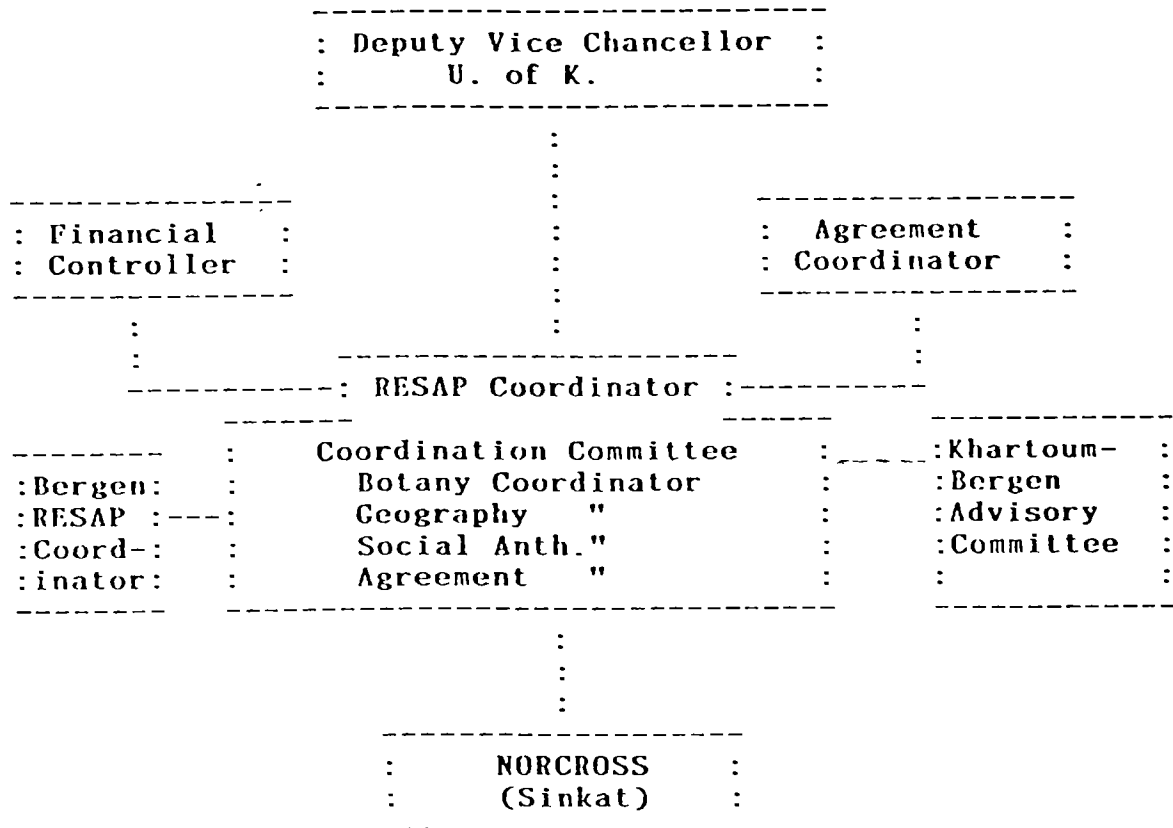 Deputy Vice Chancellor
U. of K.
Financial
Controller
Agreement
Coordinator
RESAP Coordinator
Coordination Committee
Botany Coordinator
Geography "
Social Anth."
Agreement "
Bergen
RESAP
Coord-
inator
Khartoum-
Bergen
Advisory
Committee
NORCROSS
(Sinkat)